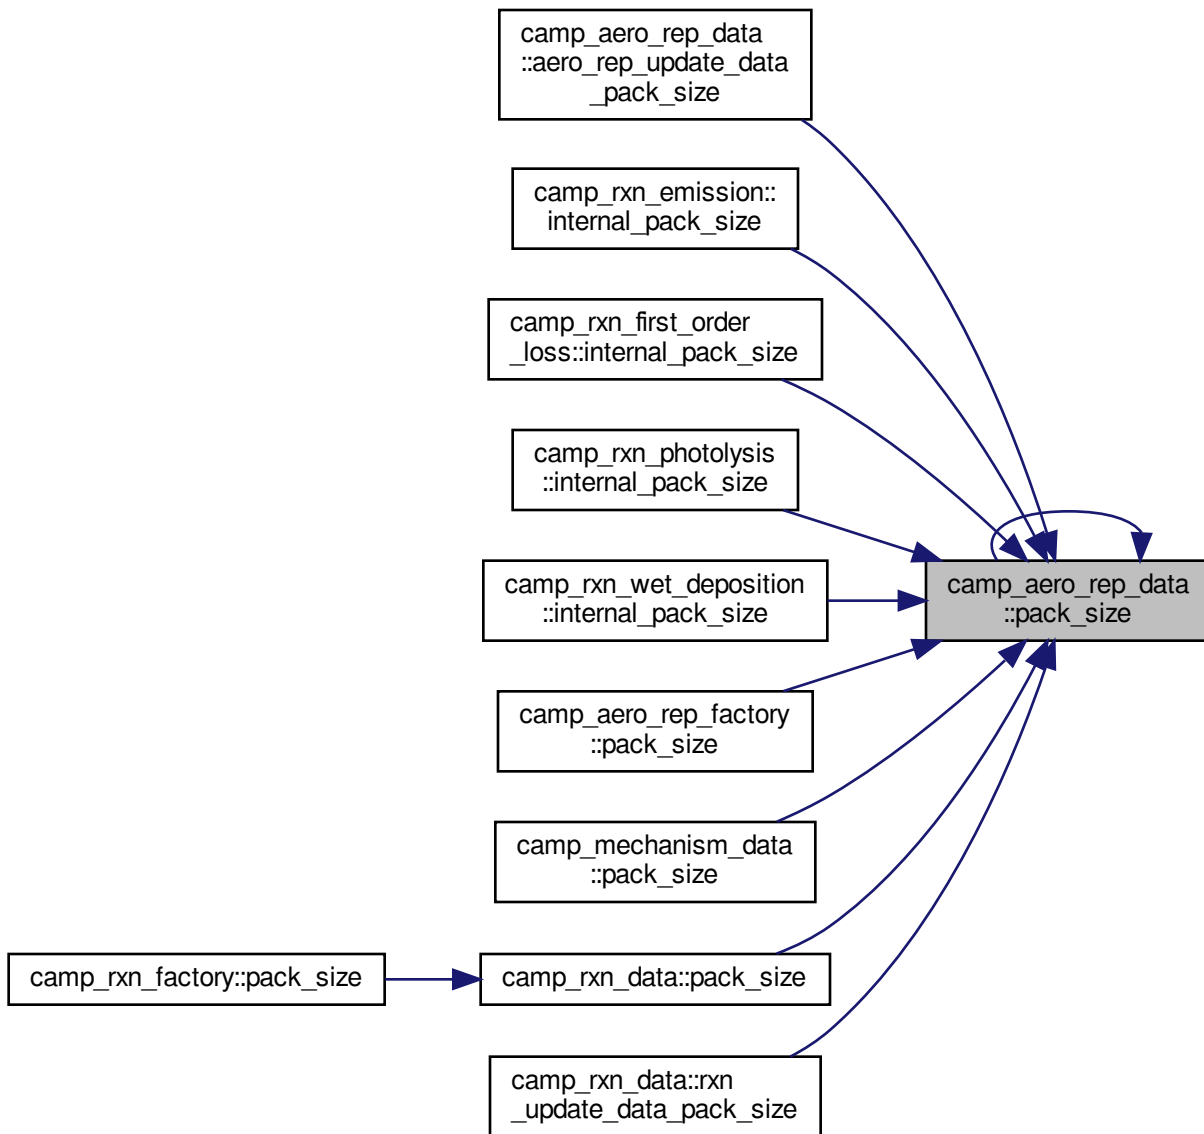 camp_aero_rep_data
::aero_rep_update_data
_pack_size
camp_rxn_emission::
internal_pack_size
camp_rxn_first_order
_loss::internal_pack_size
camp_rxn_photolysis
::internal_pack_size
camp_rxn_wet_deposition
::internal_pack_size
camp_aero_rep_data
::pack_size
camp_aero_rep_factory
::pack_size
camp_mechanism_data
::pack_size
camp_rxn_factory::pack_size
camp_rxn_data::pack_size
camp_rxn_data::rxn
_update_data_pack_size